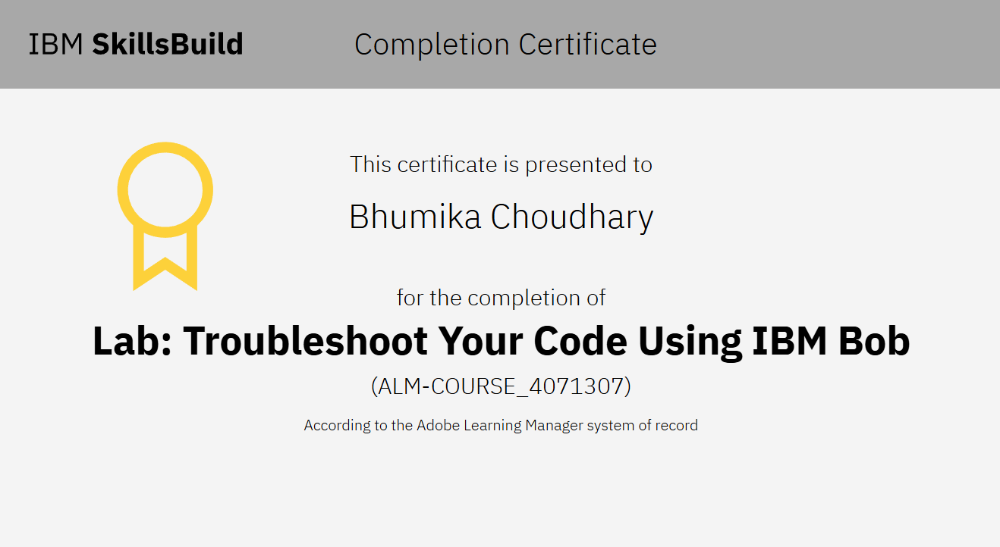 IBM SkillsBuild
Completion Certificate
This certificate is presented to
Bhumika Choudhary
for the completion of
Lab: Troubleshoot Your Code Using IBM Bob
(ALM-COURSE_4071307)
According to the Adobe Learning Manager system of record